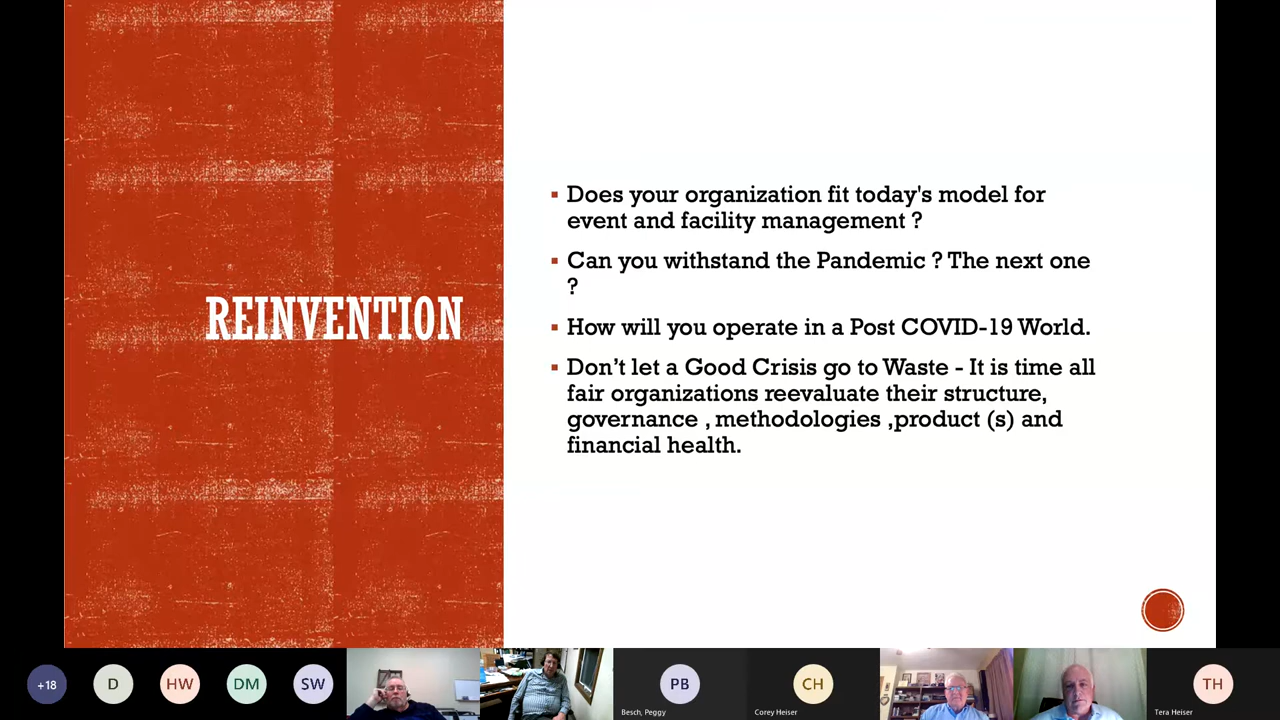 REINVENTION
Does your organization fit today's model for
event and facility management ?
Can you withstand the Pandemic ? The next one
?
How will you operate in a Post COVID-19 World.
Don’t let a Good Crisis go to Waste - It is time all
fair organizations reevaluate their structure,
governance , methodologies ,product (s) and
financial health.
+18
D
HW
DM
SW
PB
Besch, Peggy
CH
Corey Heiser
TH
Tera Heiser